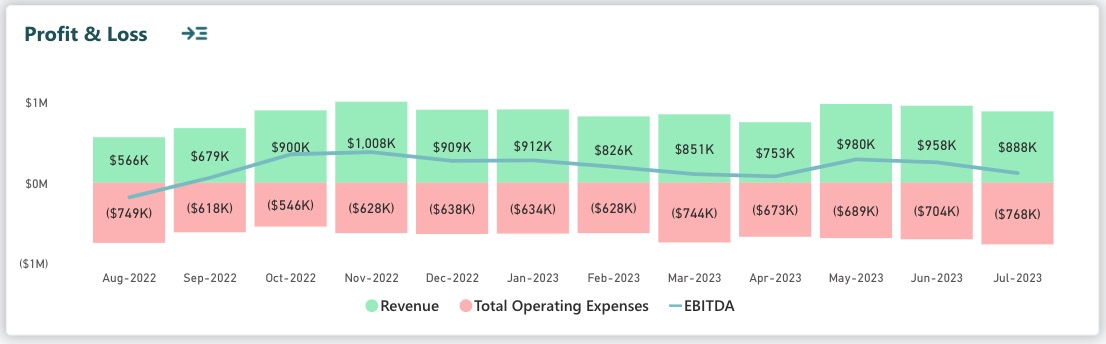 Profit & Loss
$1M
$566K $679K $900K $1,008K $909K $912K $826K $851K $753K $980K $958K $888K
$0M
($749K) ($618K) ($546K) ($628K) ($638K) ($634K) ($628K) ($744K) ($673K) ($689K) ($704K) ($768K)
($1M)
Aug-2022 Sep-2022 Oct-2022 Nov-2022 Dec-2022 Jan-2023 Feb-2023 Mar-2023 Apr-2023 May-2023 Jun-2023 Jul-2023
Revenue Total Operating Expenses EBITDA